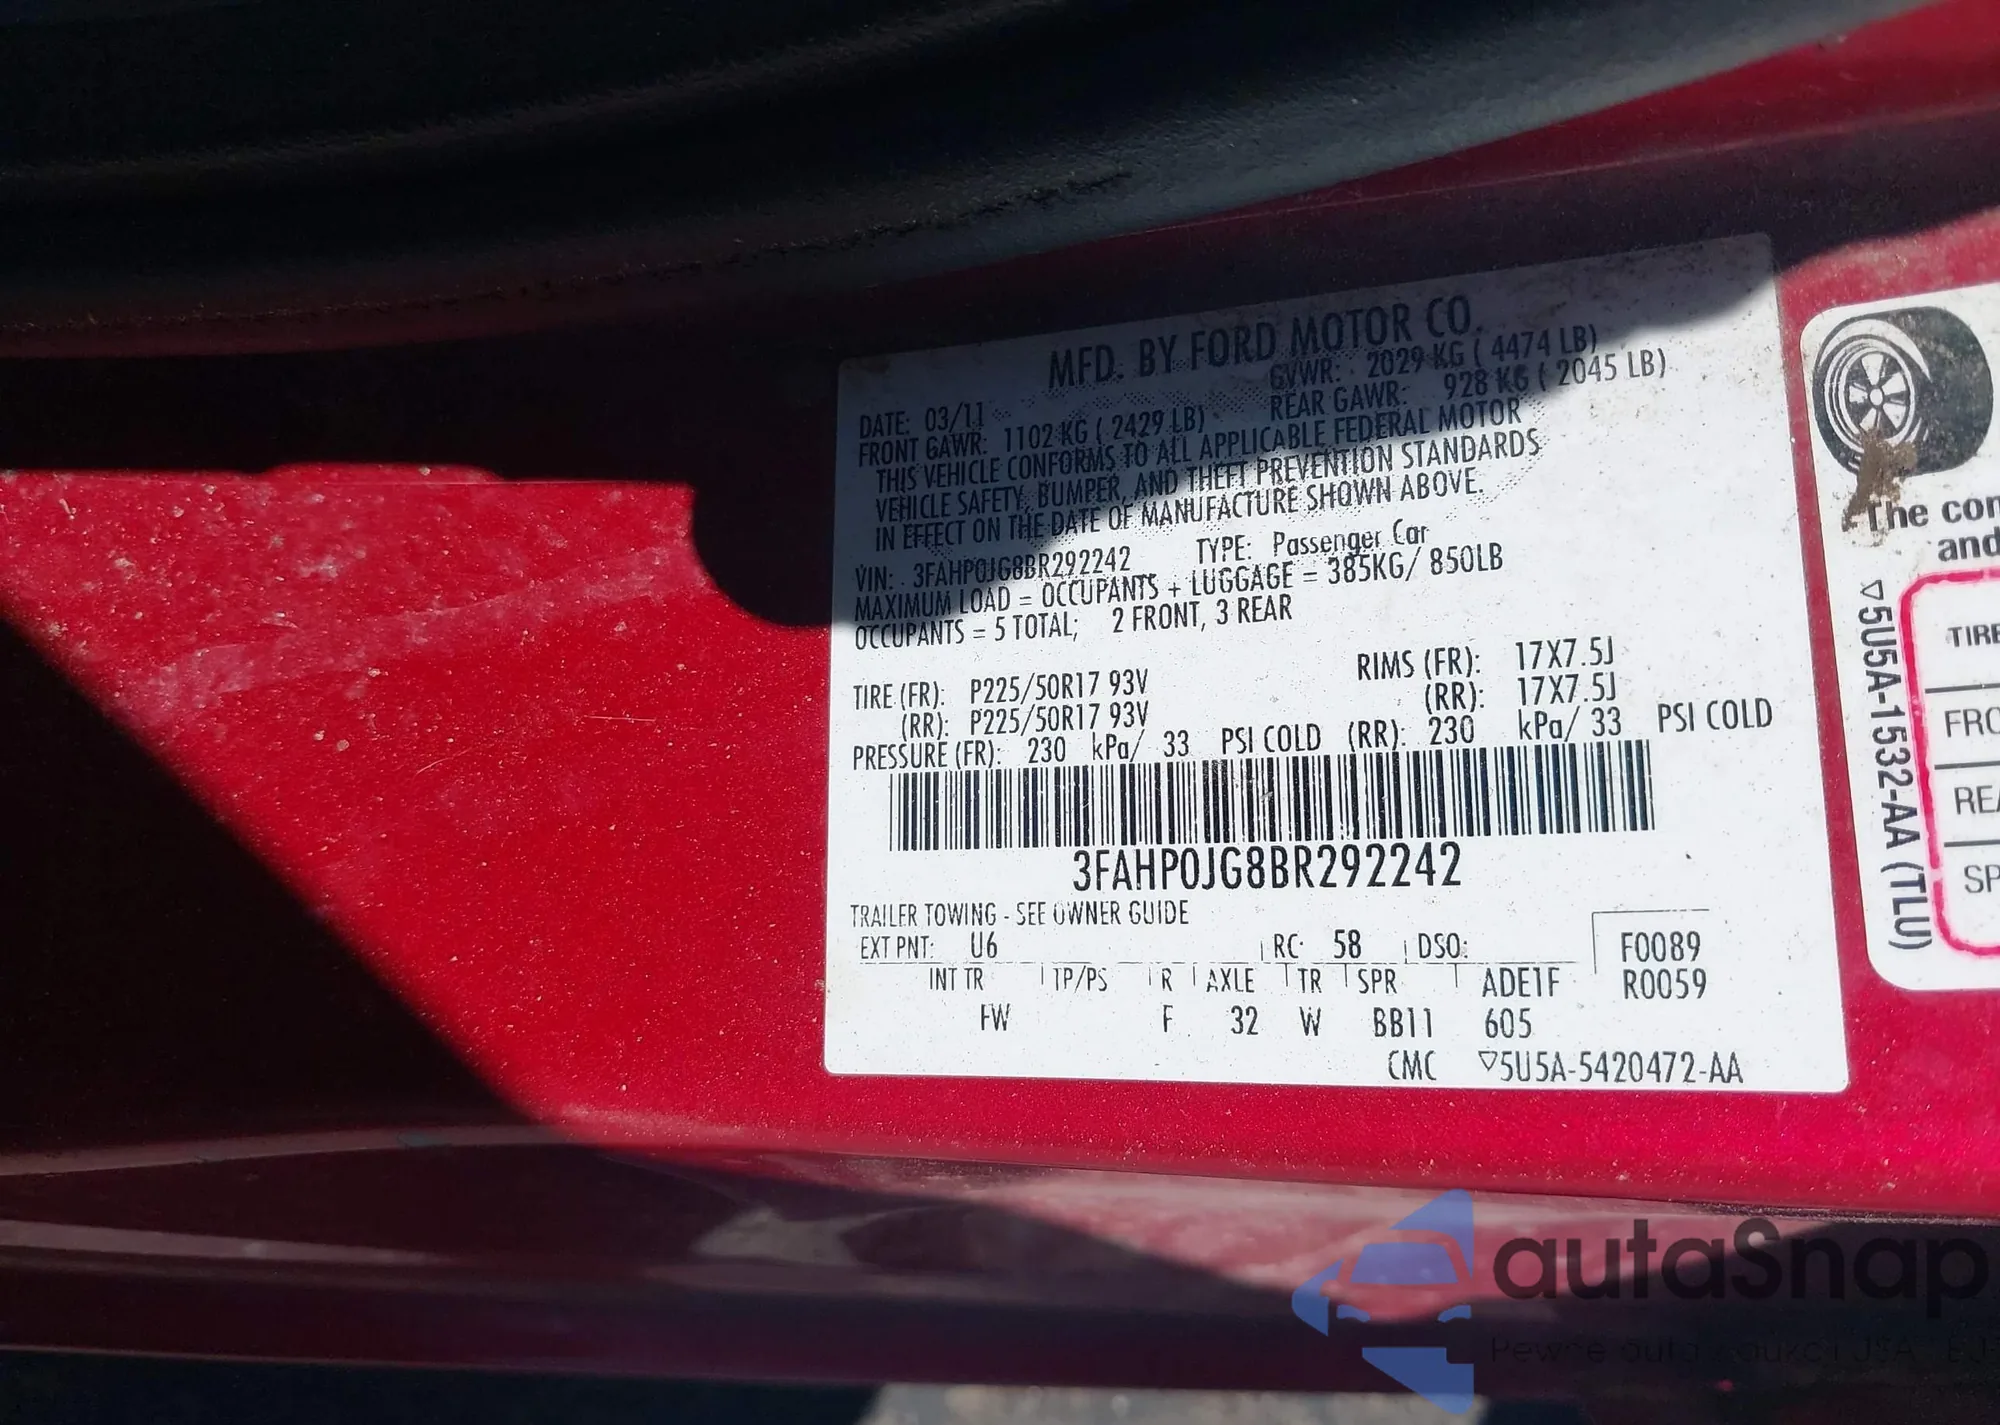 MFD. BY FORD MOTOR CO.
DATE: 03/11 GVWR: 2029 KG ( 4474 LB)
FRONT GAWR: 1102 KG ( 2429 LB) REAR GAWR: 928 KG ( 2045 LB)
THIS VEHICLE CONFORMS TO ALL APPLICABLE FEDERAL MOTOR
VEHICLE SAFETY, BUMPER, AND THEFT PREVENTION STANDARDS
IN EFFECT ON THE DATE OF MANUFACTURE SHOWN ABOVE.
VIN: 3FAHP0JG8BR292242 TYPE: Passenger Car
MAXIMUM LOAD = OCCUPANTS + LUGGAGE = 385KG/ 850LB
OCCUPANTS = 5 TOTAL; 2 FRONT, 3 REAR
TIRE (FR): P225/50R17 93V RIMS (FR): 17X7.5J
(RR): P225/50R17 93V (RR): 17X7.5J
PRESSURE (FR): 230 kPa/ 33 PSI COLD (RR): 230 kPa/ 33 PSI COLD
3FAHP0JG8BR292242
TRAILER TOWING - SEE OWNER GUIDE
EXT PNT: U6 RC: 58 DSO: F0089
INT TR TP/PS R AXLE TR SPR ADE1F R0059
FW F 32 W BB11 605
CMC ▽5U5A-5420472-AA
The con
and
▽5U5A-1532-AA (TLU)
TIRE
FRO
REA
SP
autaSnap